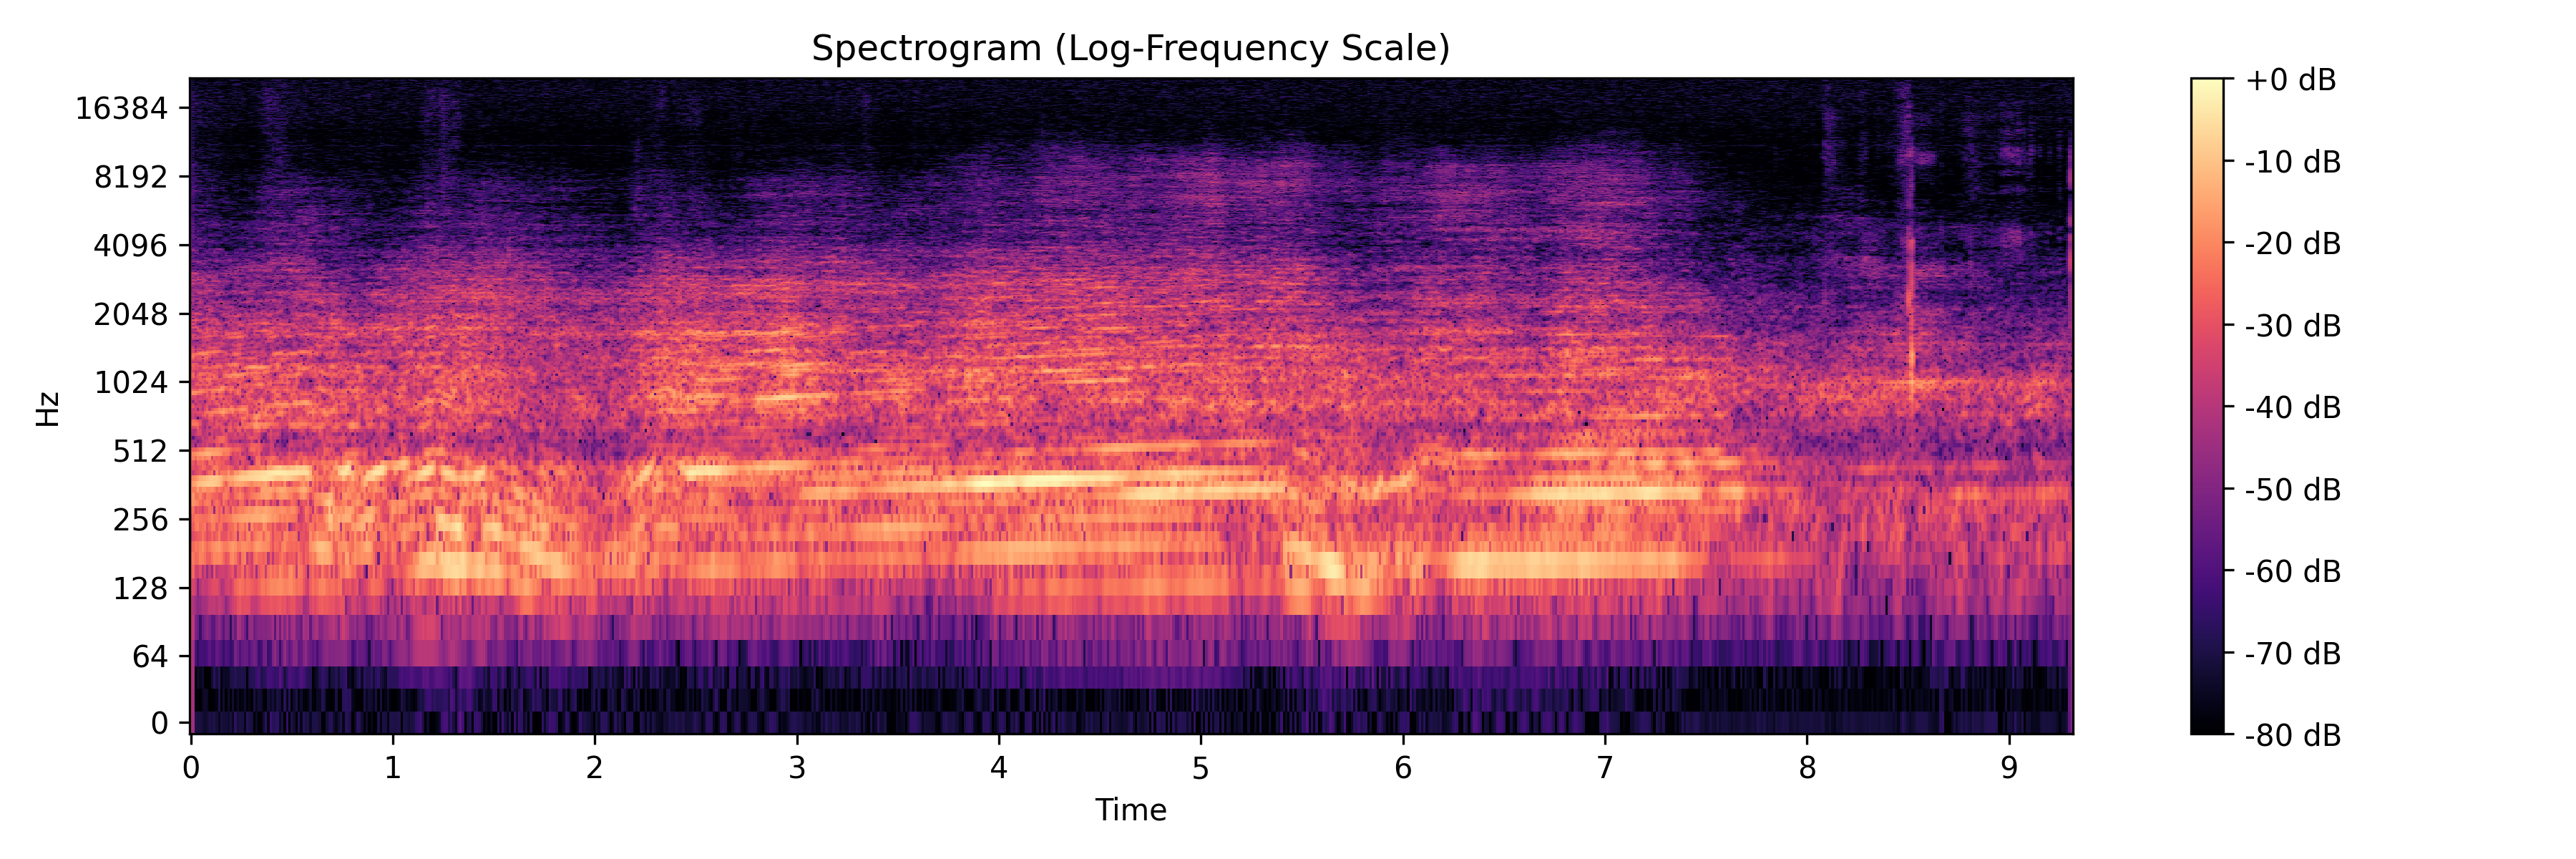 Spectrogram (Log-Frequency Scale)
Hz
16384
8192
4096
2048
1024
512
256
128
64
0
0 1 2 3 4 5 6 7 8 9
Time
+0 dB
-10 dB
-20 dB
-30 dB
-40 dB
-50 dB
-60 dB
-70 dB
-80 dB